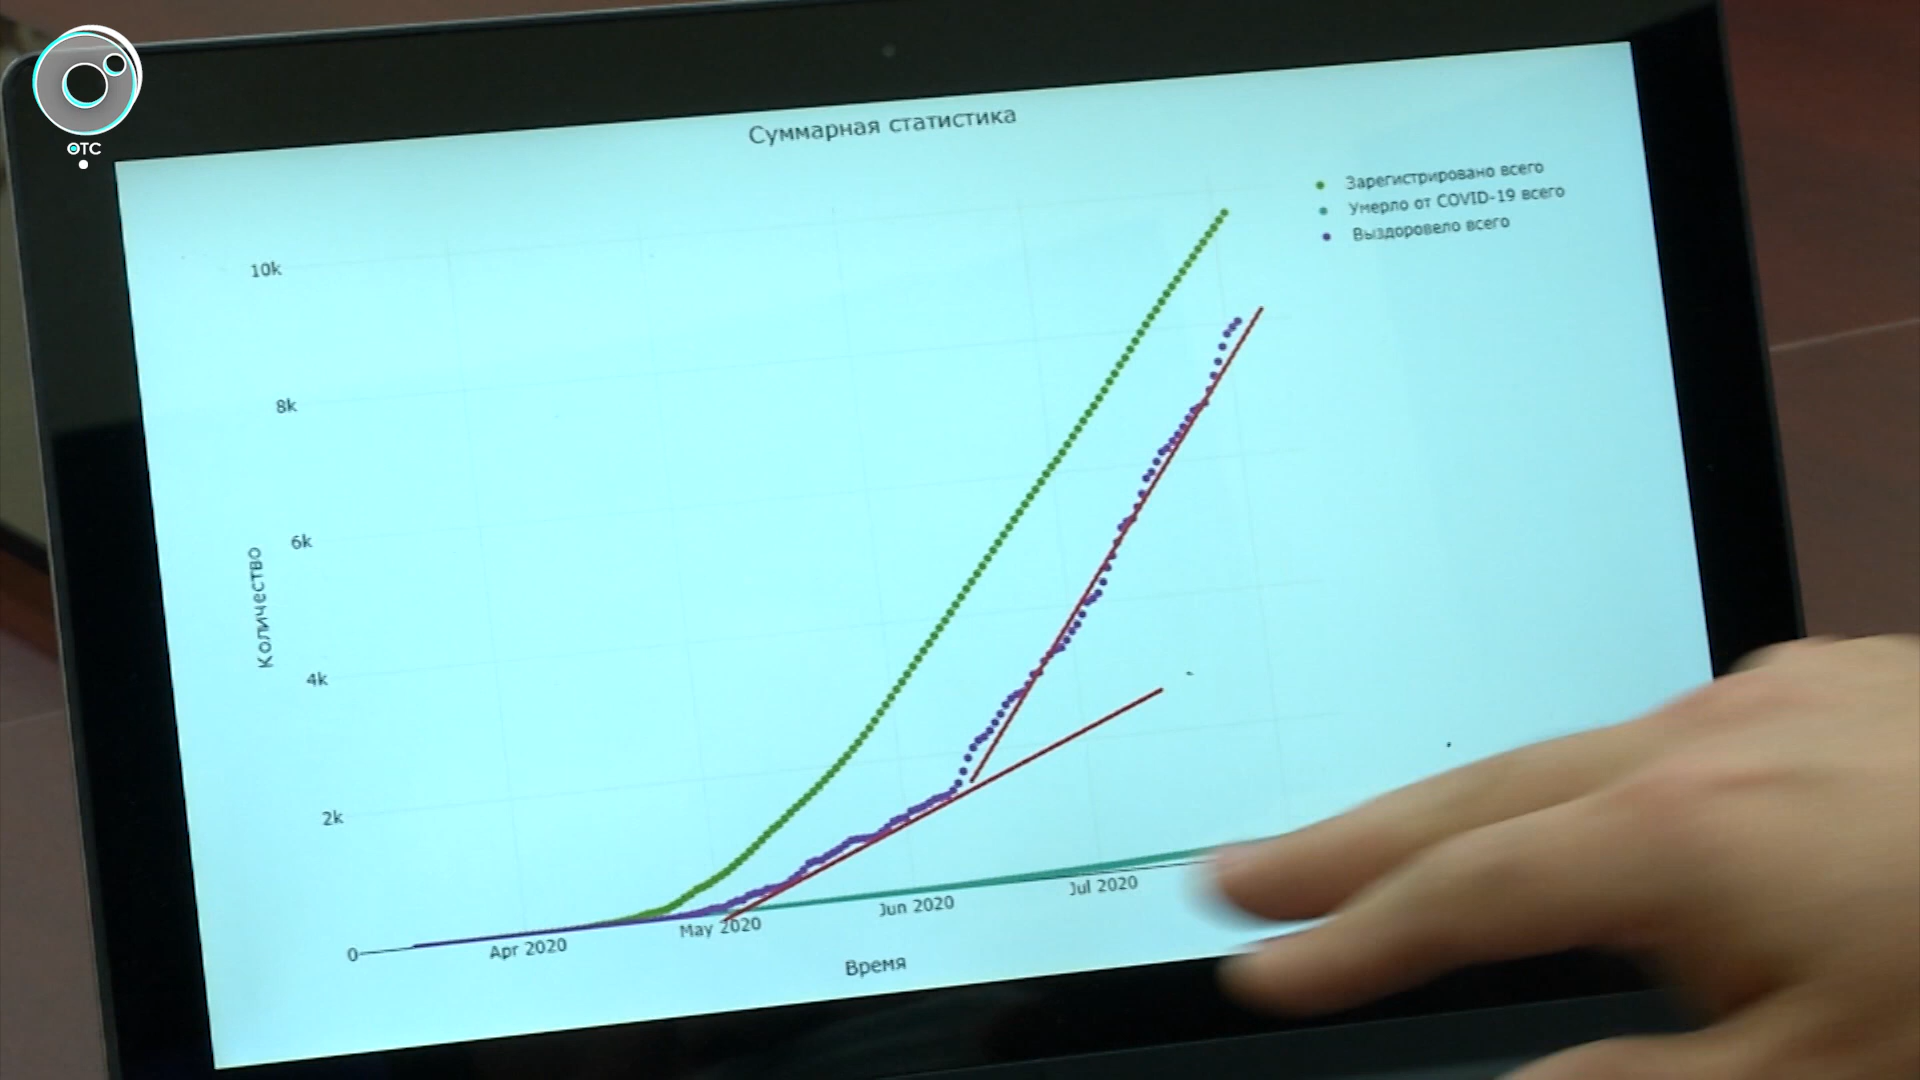 ОТС
Суммарная статистика
Зарегистрировано всего
Умерло от COVID-19 всего
Выздоровело всего
10k
8k
6k
4k
2k
0
Количество
Apr 2020
May 2020
Jun 2020
Jul 2020
Время